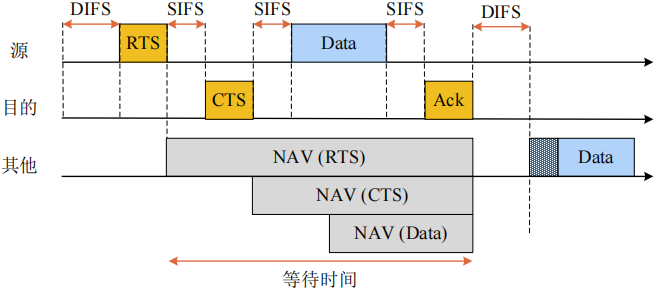 DIFS SIFS SIFS SIFS DIFS
源 RTS Data
目的 CTS Ack
其他 NAV (RTS) Data
NAV (CTS)
NAV (Data)
等待时间